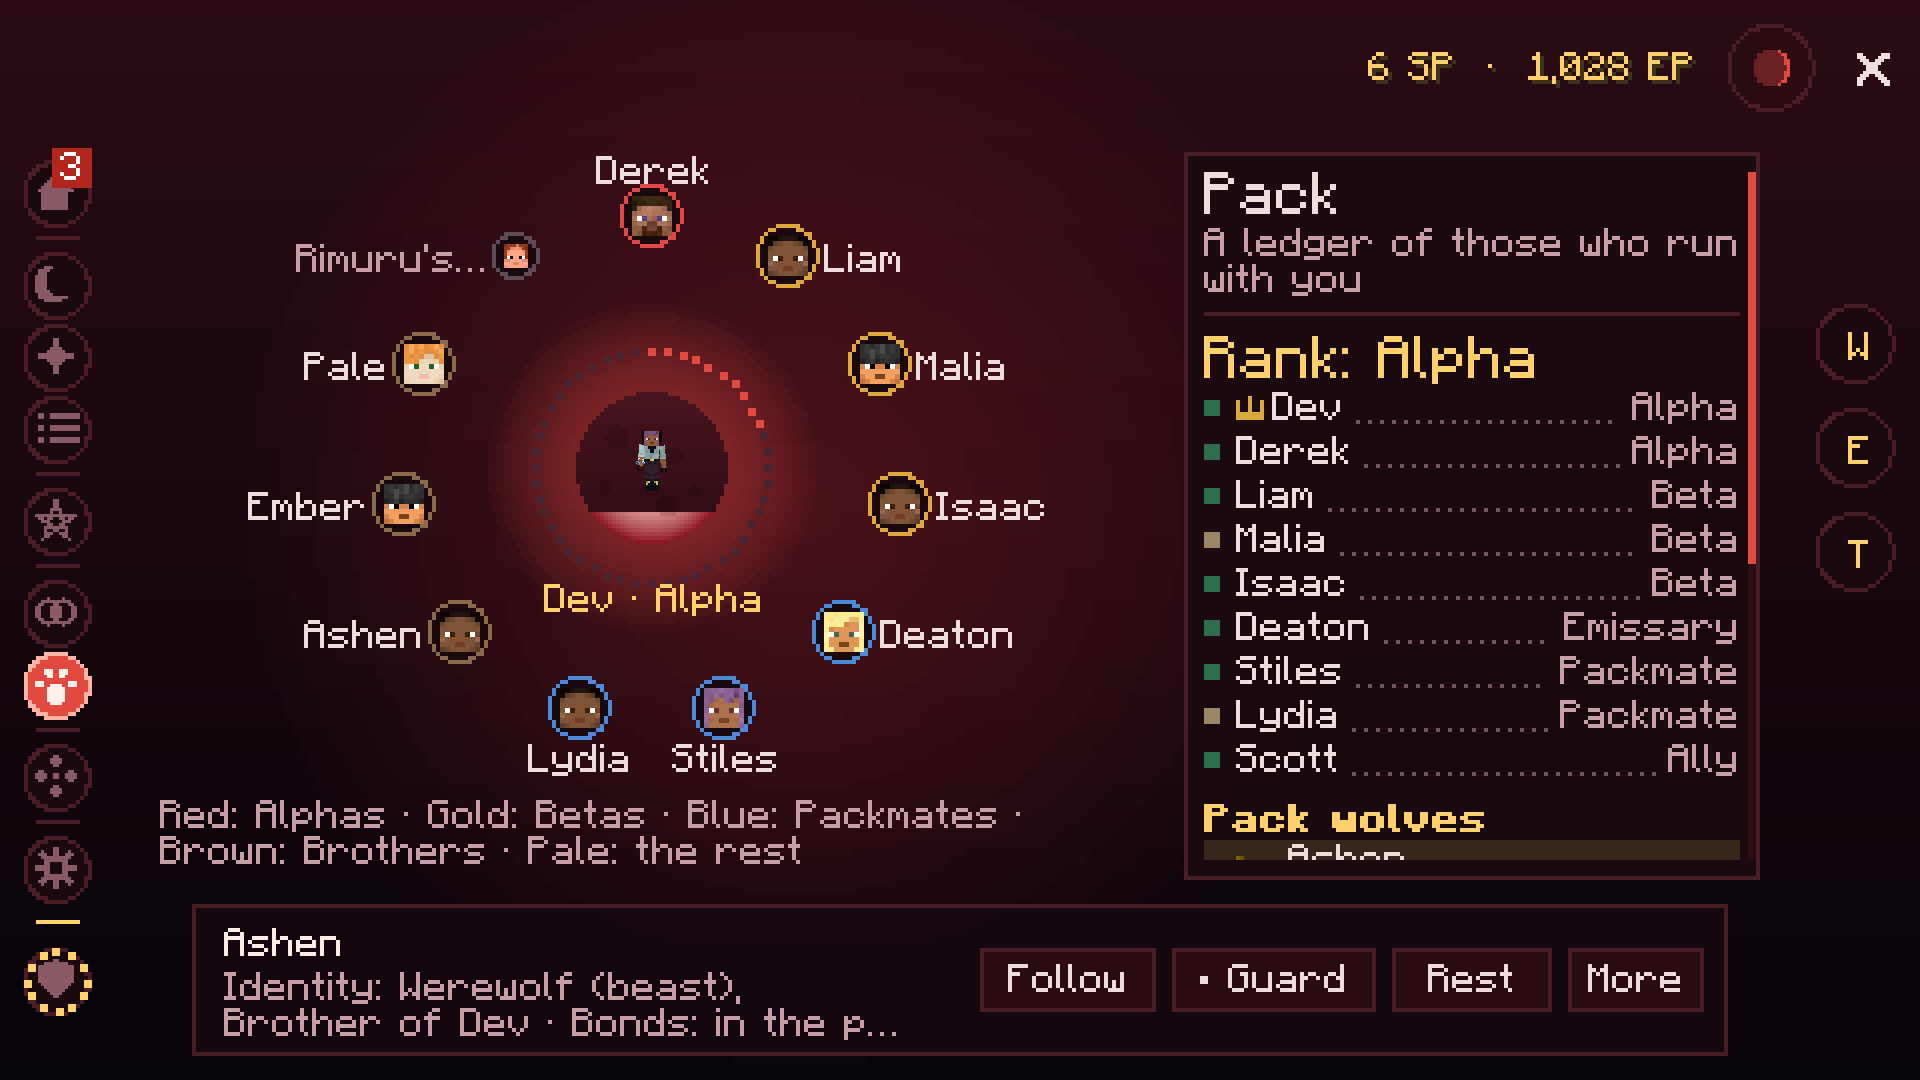 6 SP · 1,028 EP
3
Derek
Rimuru's...
Liam
Pale
Malia
Ember
Isaac
Dev · Alpha
Ashen
Deaton
Lydia
Stiles
Red: Alphas · Gold: Betas · Blue: Packmates ·
Brown: Brothers · Pale: the rest
Pack
A ledger of those who run
with you
Rank: Alpha
Dev Alpha
Derek Alpha
Liam Beta
Malia Beta
Isaac Beta
Deaton Emissary
Stiles Packmate
Lydia Packmate
Scott Ally
Pack wolves
Ashen
W
E
T
Ashen
Identity: Werewolf (beast),
Brother of Dev · Bonds: in the p...
Follow
· Guard
Rest
More